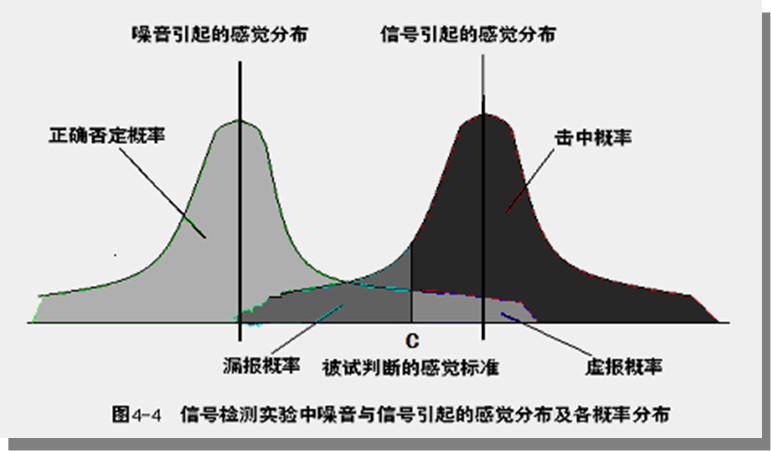 噪音引起的感觉分布
信号引起的感觉分布
正确否定概率
击中概率
C
漏报概率
被试判断的感觉标准
虚报概率
图4-4 信号检测实验中噪音与信号引起的感觉分布及各概率分布